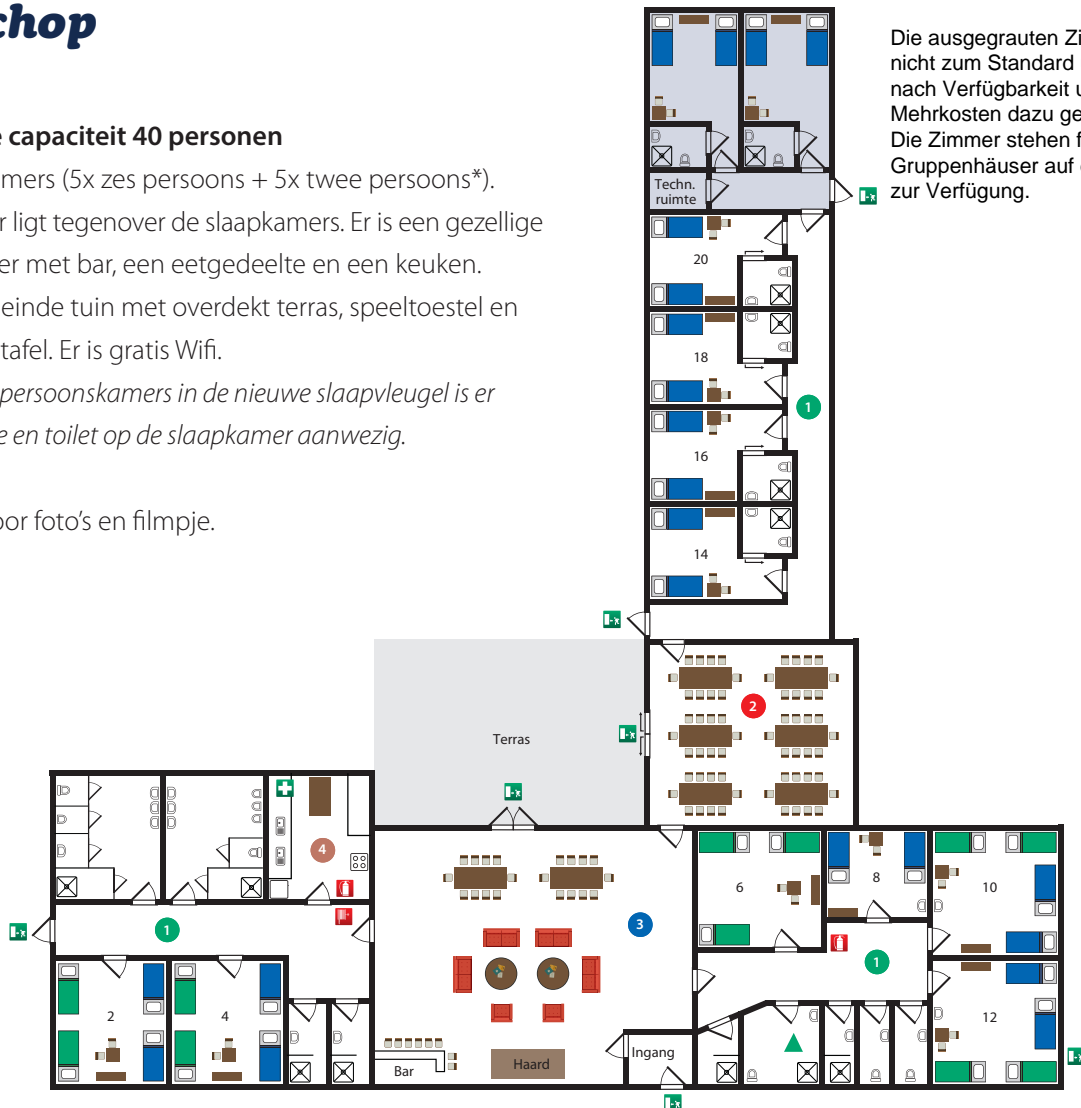 chop
e capaciteit 40 personen
mers (5x zes persoons + 5x twee persoons*).
r ligt tegenover de slaapkamers. Er is een gezellige
er met bar, een eetgedeelte en een keuken.
einde tuin met overdekt terras, speeltoestel en
tafel. Er is gratis Wifi.
persoonskamers in de nieuwe slaapvleugel is er
e en toilet op de slaapkamer aanwezig.
oor foto's en filmpje.
Die ausgegrauten Zi
nicht zum Standard
nach Verfügbarkeit u
Mehrkosten dazu ge
Die Zimmer stehen f
Gruppenhäuser auf
zur Verfügung.
Techn.
ruimte
20
18
1
16
14
2
Terras
4
6
8
10
3
1
1
2
4
12
Ingang
Haard
Bar